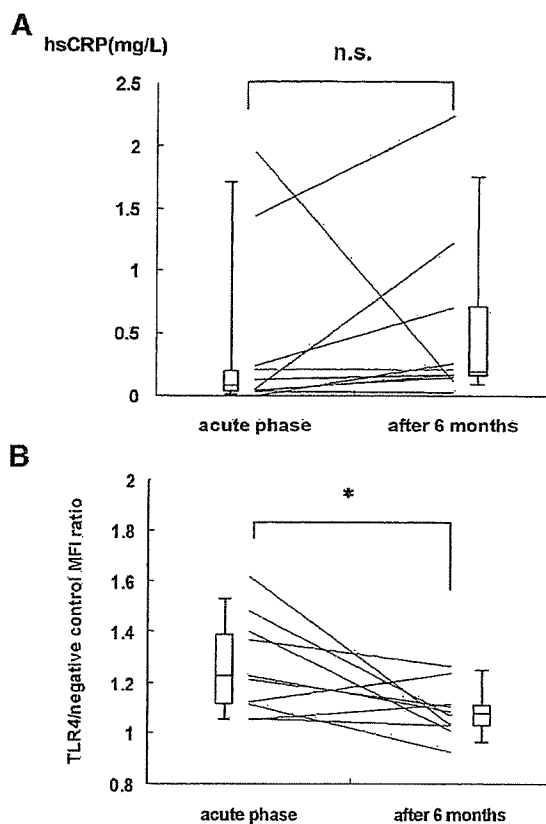 A
hsCRP(mg/L)
n.s.
2.5
2
1.5
1
0.5
0
acute phase after 6 months
B
TLR4/negative control MFI ratio
*
2
1.8
1.6
1.4
1.2
1
0.8
acute phase after 6 months